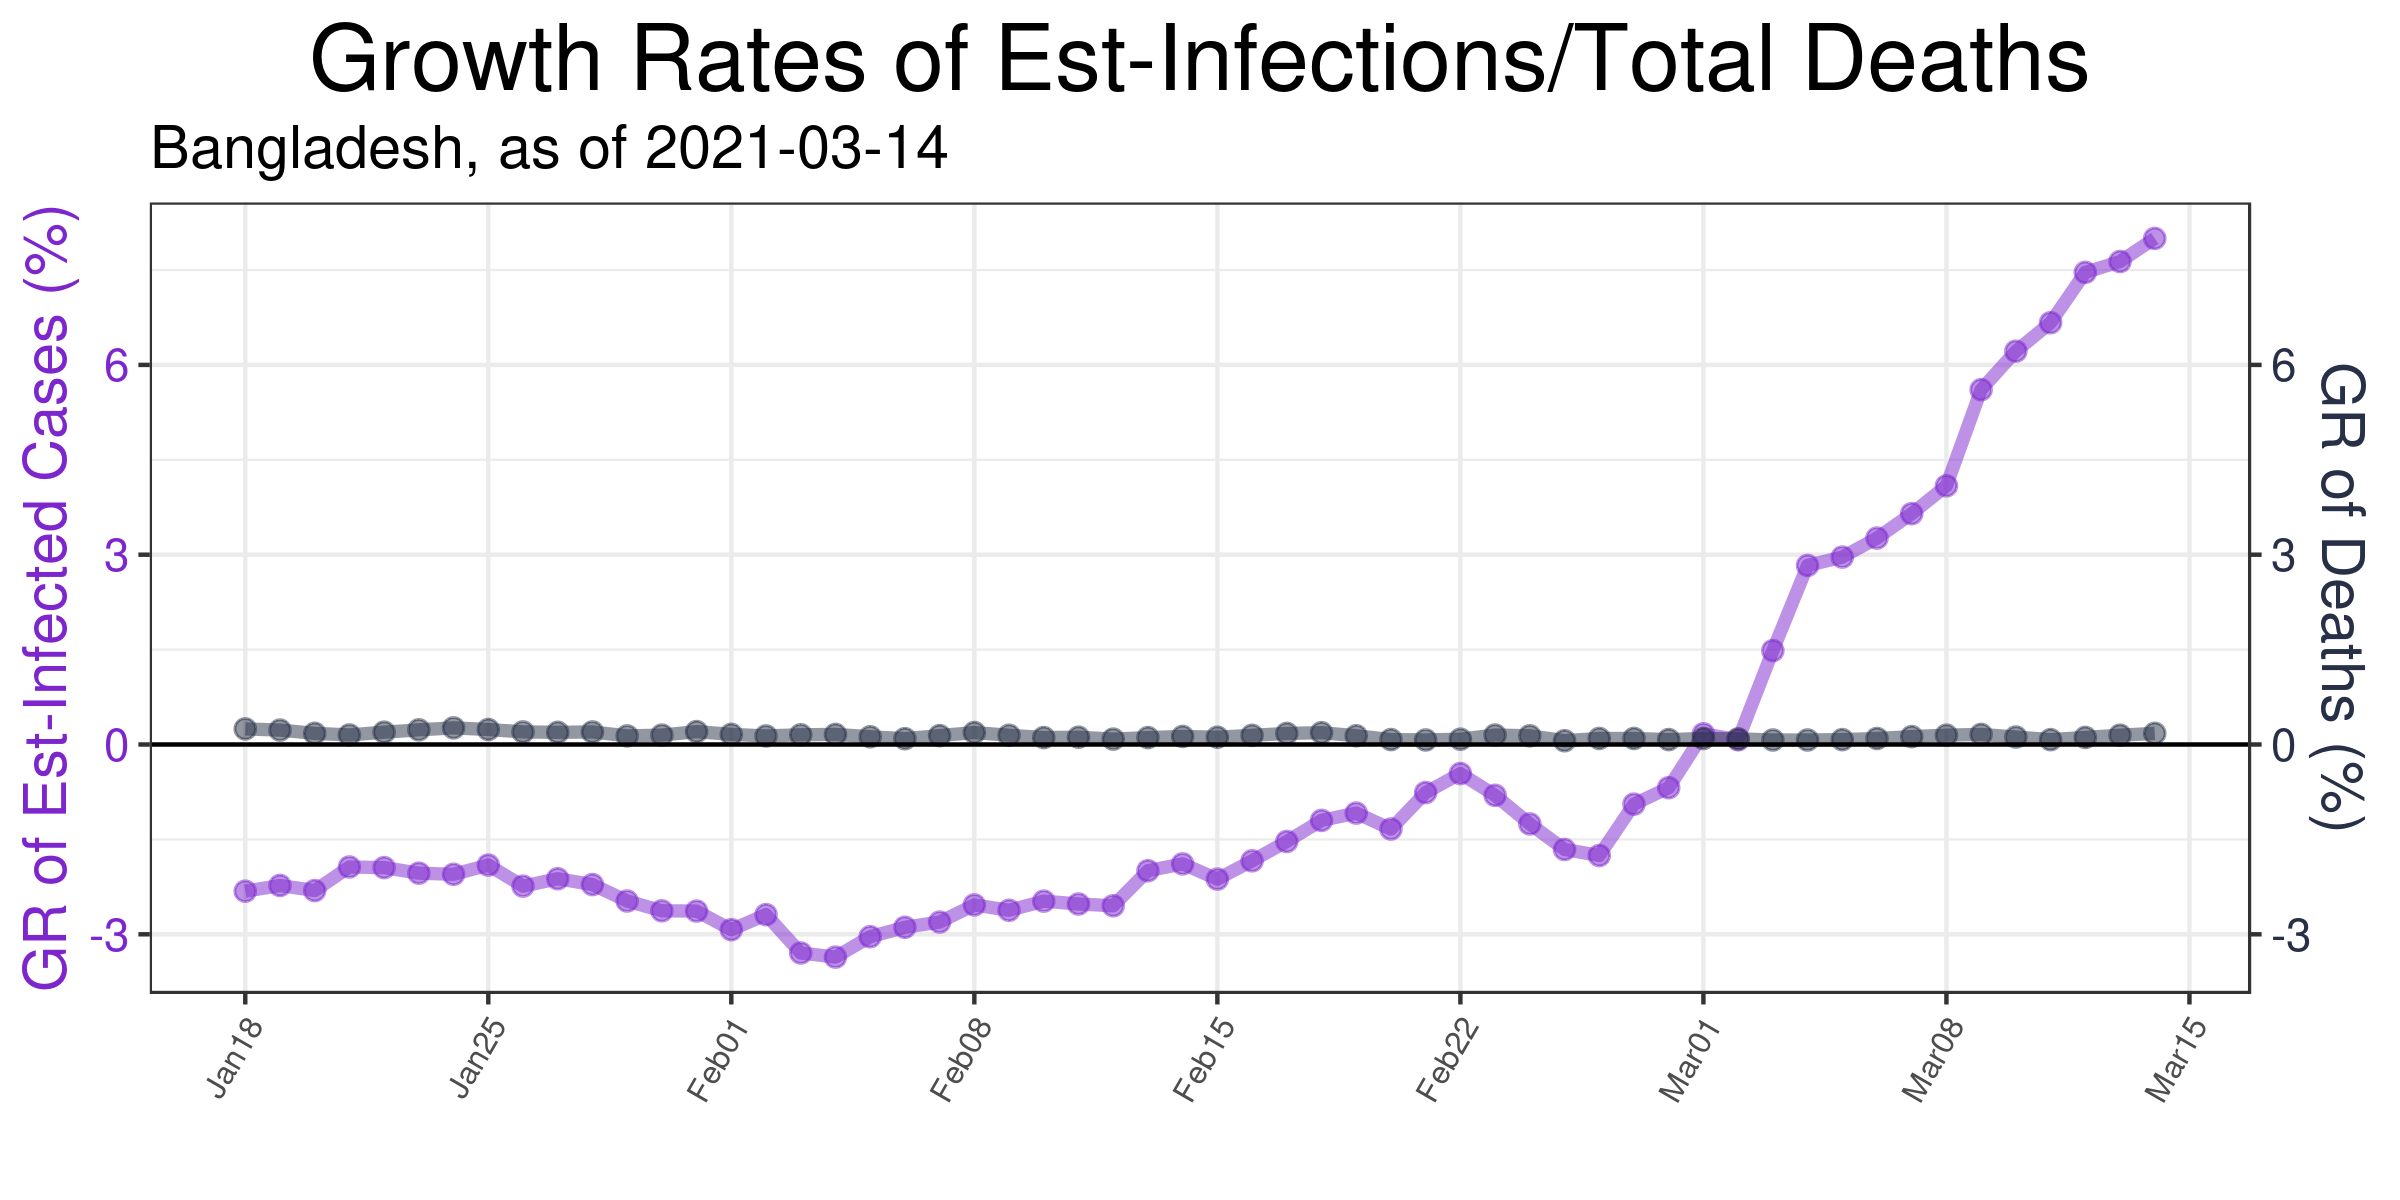 Growth Rates of Est-Infections/Total Deaths
Bangladesh, as of 2021-03-14
GR of Est-Infected Cases (%)
6
3
0
-3
6
3
0
-3
GR of Deaths (%)
Jan18
Jan25
Feb01
Feb08
Feb15
Feb22
Mar01
Mar08
Mar15